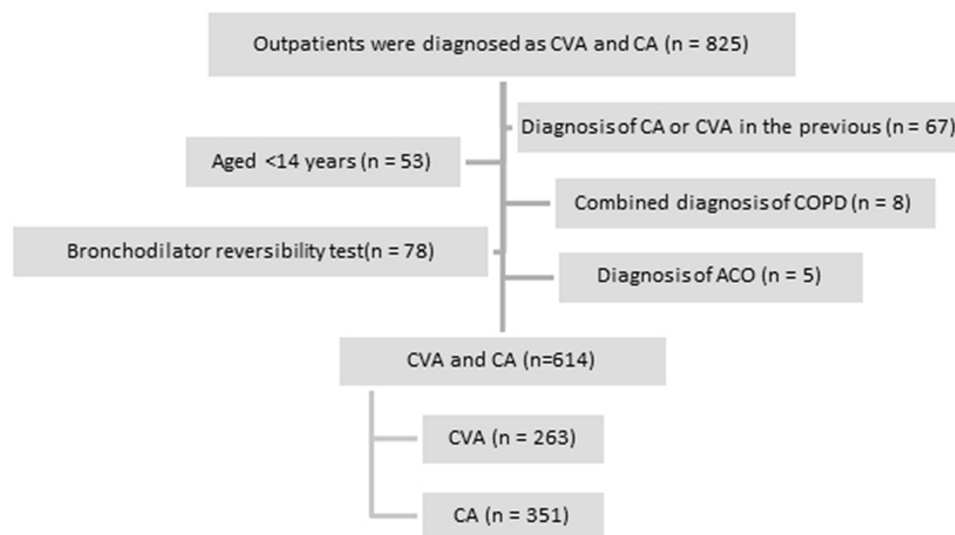 Outpatients were diagnosed as CVA and CA (n = 825)
Diagnosis of CA or CVA in the previous (n = 67)
Aged <14 years (n = 53)
Combined diagnosis of COPD (n = 8)
Bronchodilator reversibility test(n = 78)
Diagnosis of ACO (n = 5)
CVA and CA (n=614)
CVA (n = 263)
CA (n = 351)